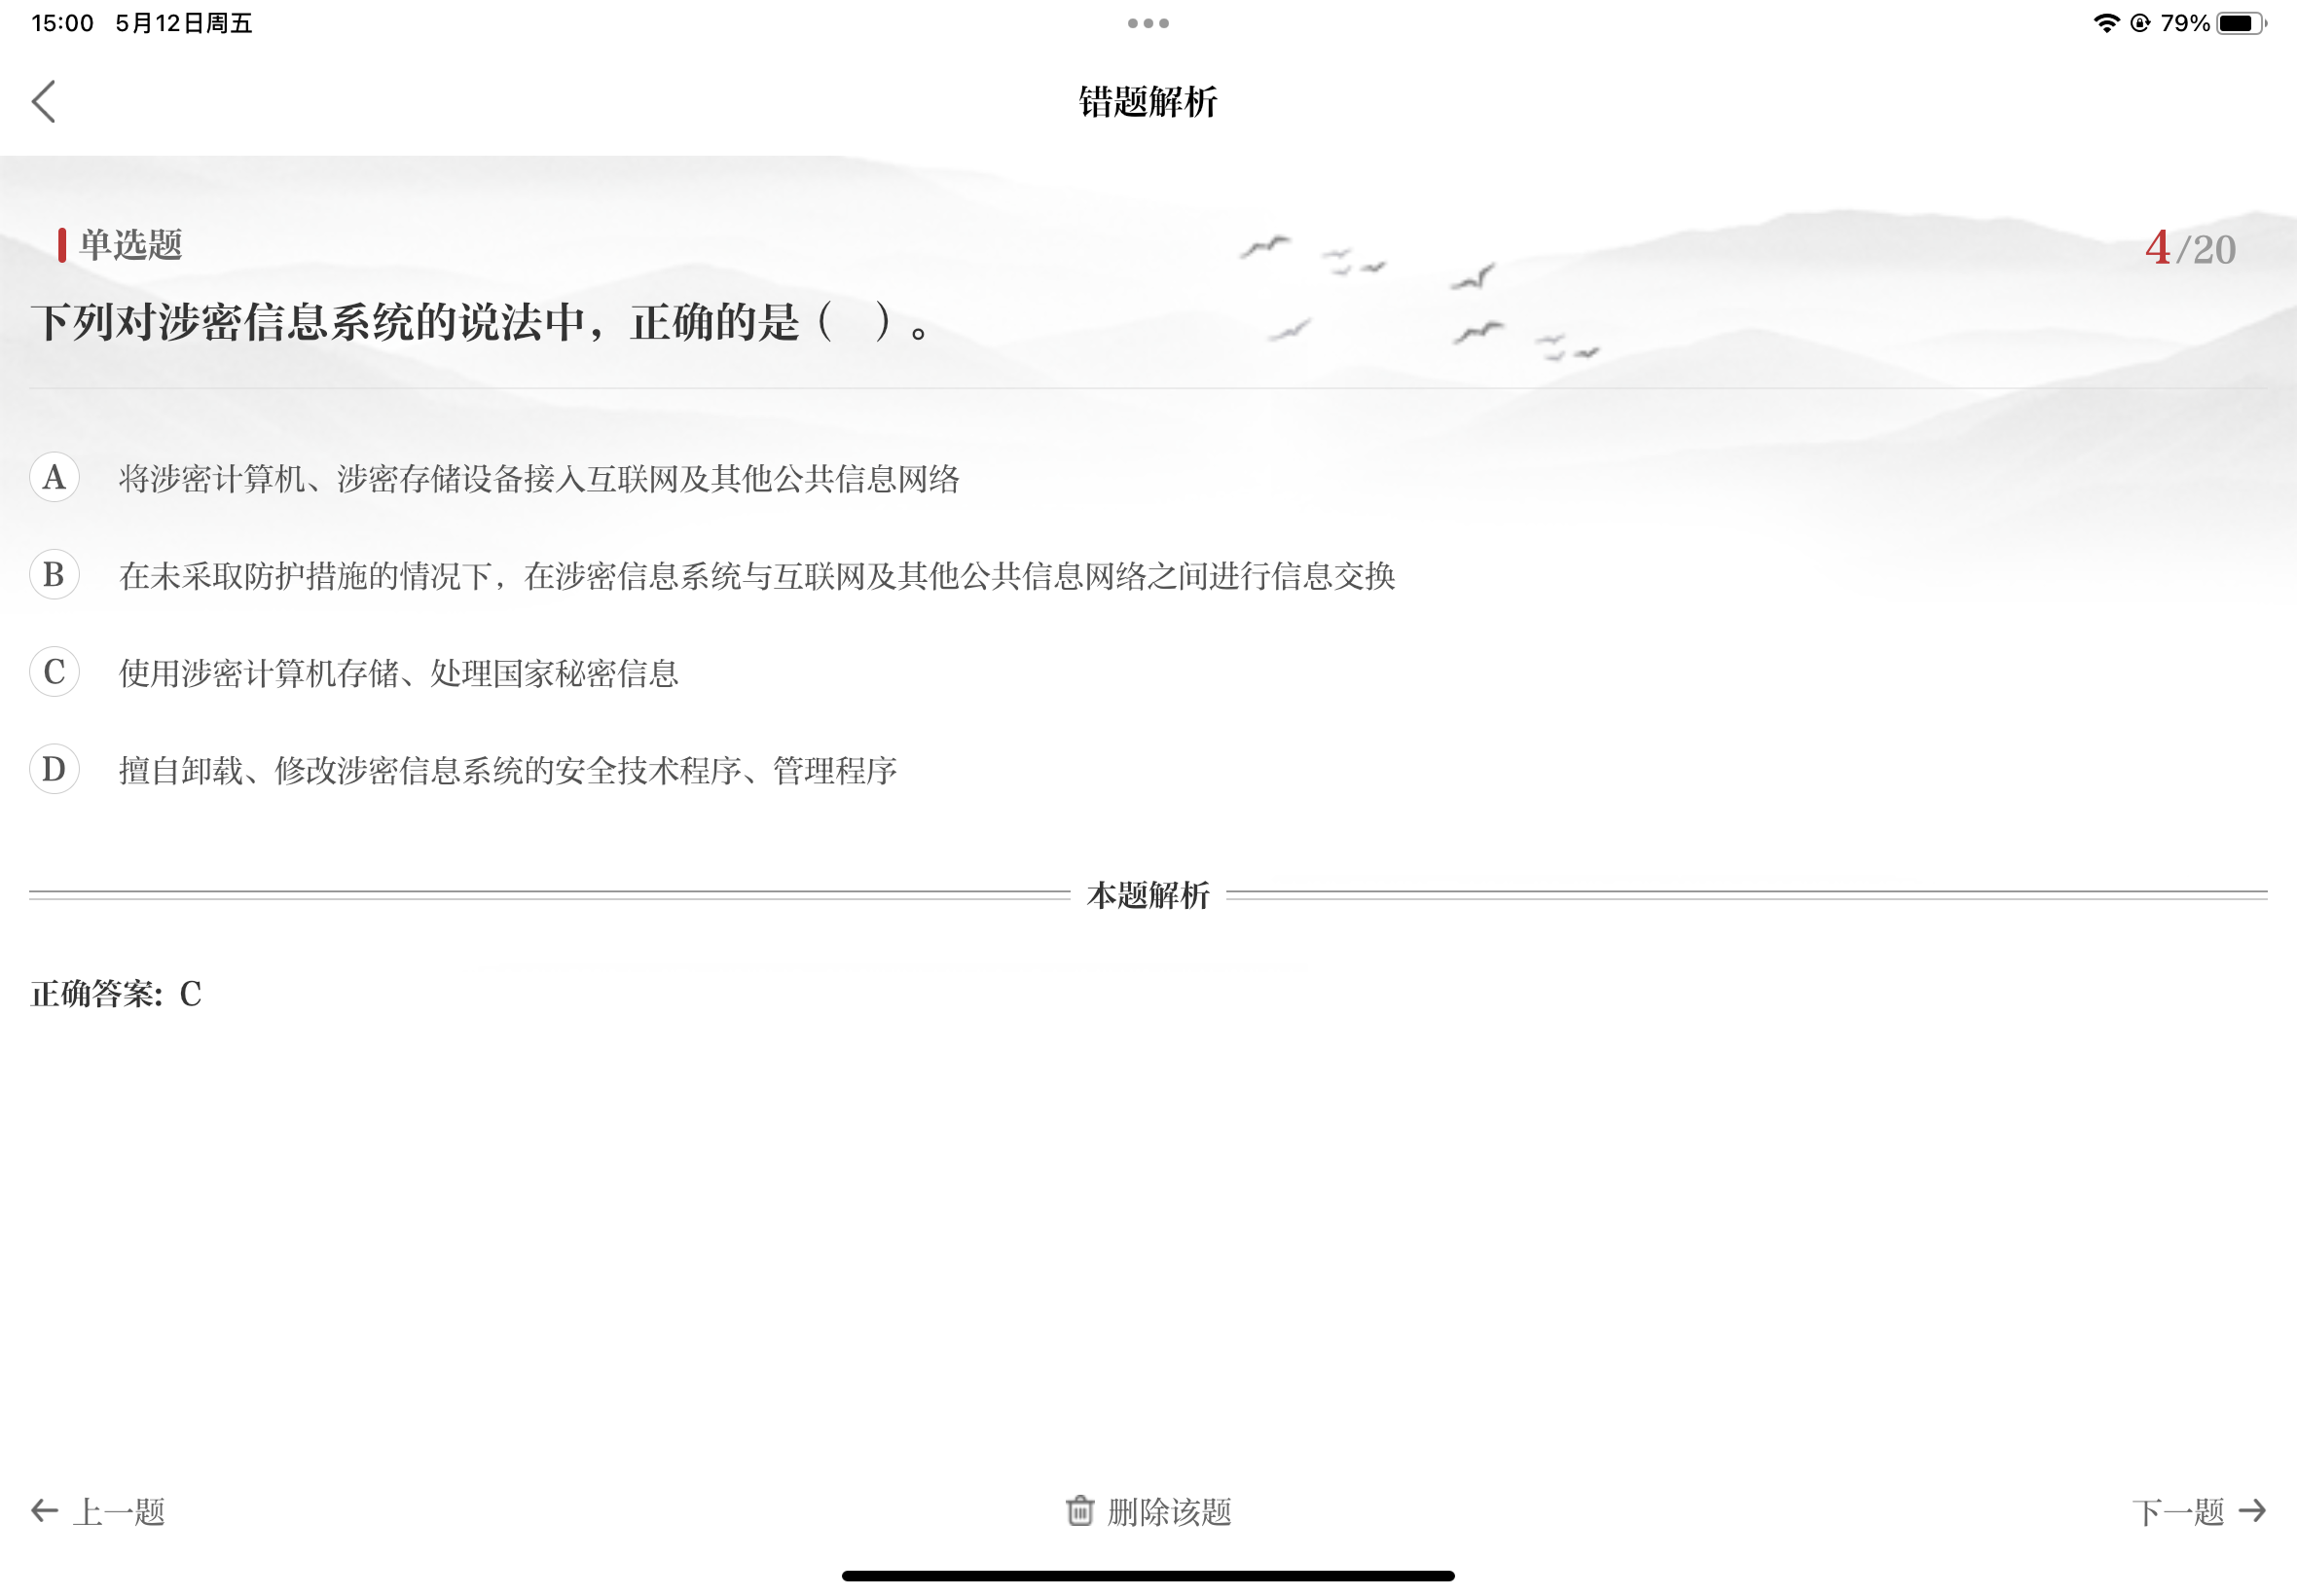 15:00 5月12日周五
79%
错题解析
单选题
4/20
下列对涉密信息系统的说法中，正确的是（　）。
A 将涉密计算机、涉密存储设备接入互联网及其他公共信息网络
B 在未采取防护措施的情况下，在涉密信息系统与互联网及其他公共信息网络之间进行信息交换
C 使用涉密计算机存储、处理国家秘密信息
D 擅自卸载、修改涉密信息系统的安全技术程序、管理程序
本题解析
正确答案：C
上一题
删除该题
下一题